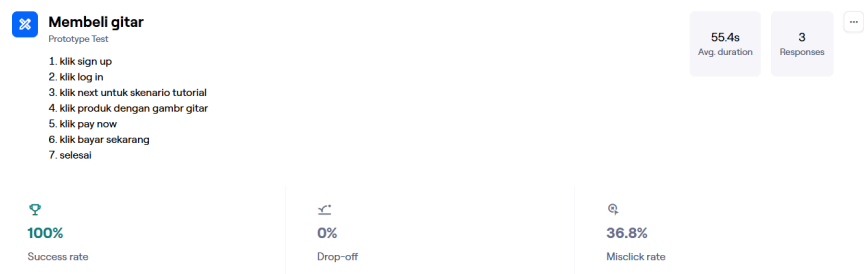 Membeli gitar
Prototype Test
1. klik sign up
2. klik log in
3. klik next untuk skenario tutorial
4. klik produk dengan gambr gitar
5. klik pay now
6. klik bayar sekarang
7. selesai
55.4s
Avg. duration
3
Responses
100%
Success rate
0%
Drop-off
36.8%
Misclick rate